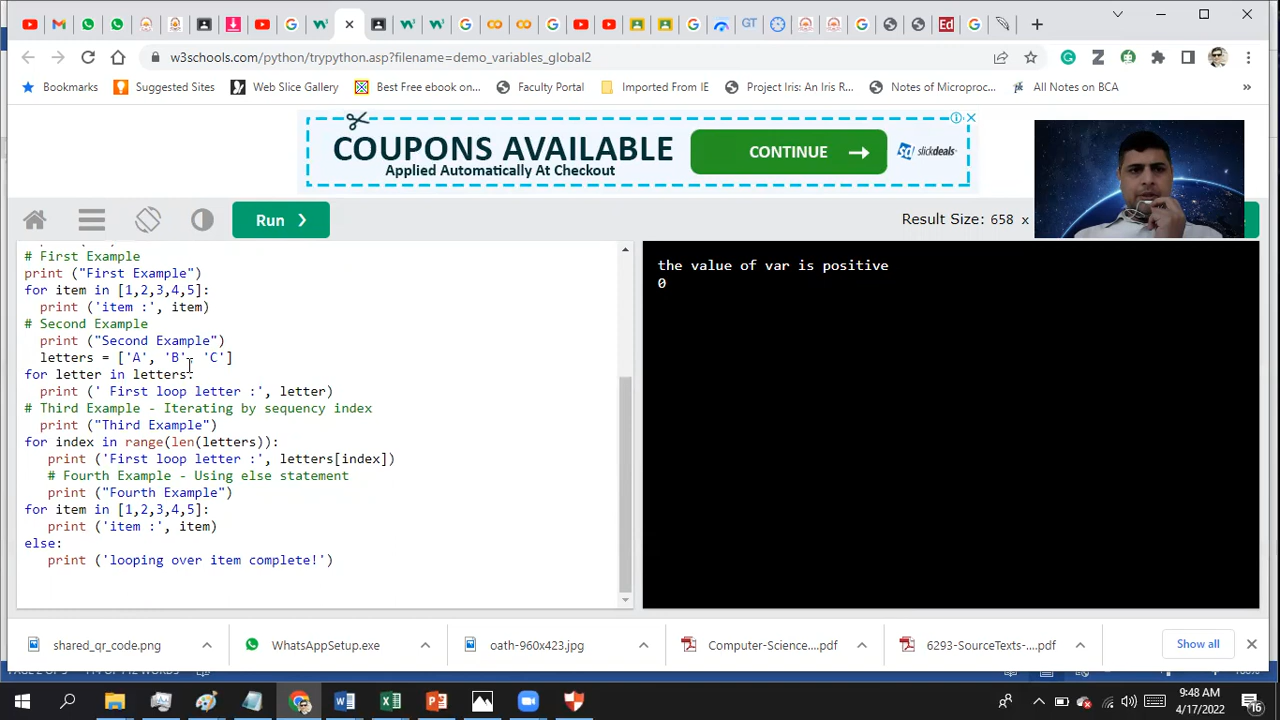 w3schools.com/python/trypython.asp?filename=demo_variables_global2
Bookmarks
Suggested Sites
Web Slice Gallery
Best Free ebook on...
Faculty Portal
Imported From IE
Project Iris: An Iris R...
Notes of Microproc...
All Notes on BCA
»
COUPONS AVAILABLE
Applied Automatically At Checkout
CONTINUE
slickdeals
Run ❯
Result Size: 658 x
# First Example
print ("First Example")
for item in [1,2,3,4,5]:
print ('item :', item)
# Second Example
print ("Second Example")
letters = ['A', 'B', 'C']
for letter in letters:
print (' First loop letter :', letter)
# Third Example - Iterating by sequency index
print ("Third Example")
for index in range(len(letters)):
print ('First loop letter :', letters[index])
# Fourth Example - Using else statement
print ("Fourth Example")
for item in [1,2,3,4,5]:
print ('item :', item)
else:
print ('looping over item complete!')
the value of var is positive
0
shared_qr_code.png
WhatsAppSetup.exe
oath-960x423.jpg
Computer-Science....pdf
6293-SourceTexts-....pdf
Show all
9:48 AM
4/17/2022
16